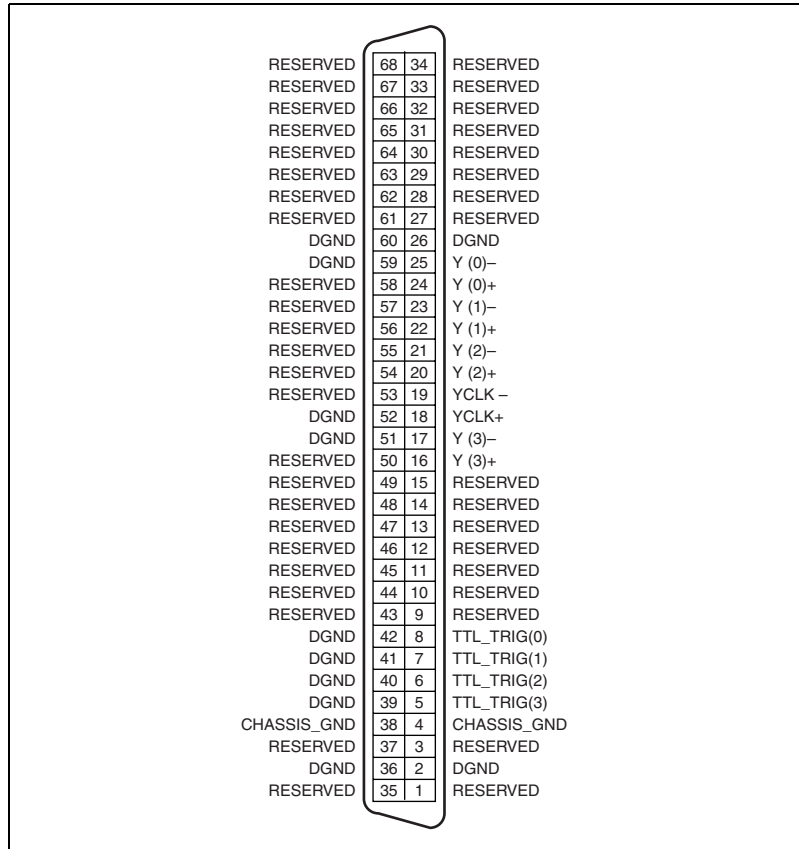 RESERVED 68 34 RESERVED
RESERVED 67 33 RESERVED
RESERVED 66 32 RESERVED
RESERVED 65 31 RESERVED
RESERVED 64 30 RESERVED
RESERVED 63 29 RESERVED
RESERVED 62 28 RESERVED
RESERVED 61 27 RESERVED
DGND 60 26 DGND
DGND 59 25 Y (0)–
RESERVED 58 24 Y (0)+
RESERVED 57 23 Y (1)–
RESERVED 56 22 Y (1)+
RESERVED 55 21 Y (2)–
RESERVED 54 20 Y (2)+
RESERVED 53 19 YCLK –
DGND 52 18 YCLK+
DGND 51 17 Y (3)–
RESERVED 50 16 Y (3)+
RESERVED 49 15 RESERVED
RESERVED 48 14 RESERVED
RESERVED 47 13 RESERVED
RESERVED 46 12 RESERVED
RESERVED 45 11 RESERVED
RESERVED 44 10 RESERVED
RESERVED 43 9 RESERVED
DGND 42 8 TTL_TRIG(0)
DGND 41 7 TTL_TRIG(1)
DGND 40 6 TTL_TRIG(2)
DGND 39 5 TTL_TRIG(3)
CHASSIS_GND 38 4 CHASSIS_GND
RESERVED 37 3 RESERVED
DGND 36 2 DGND
RESERVED 35 1 RESERVED